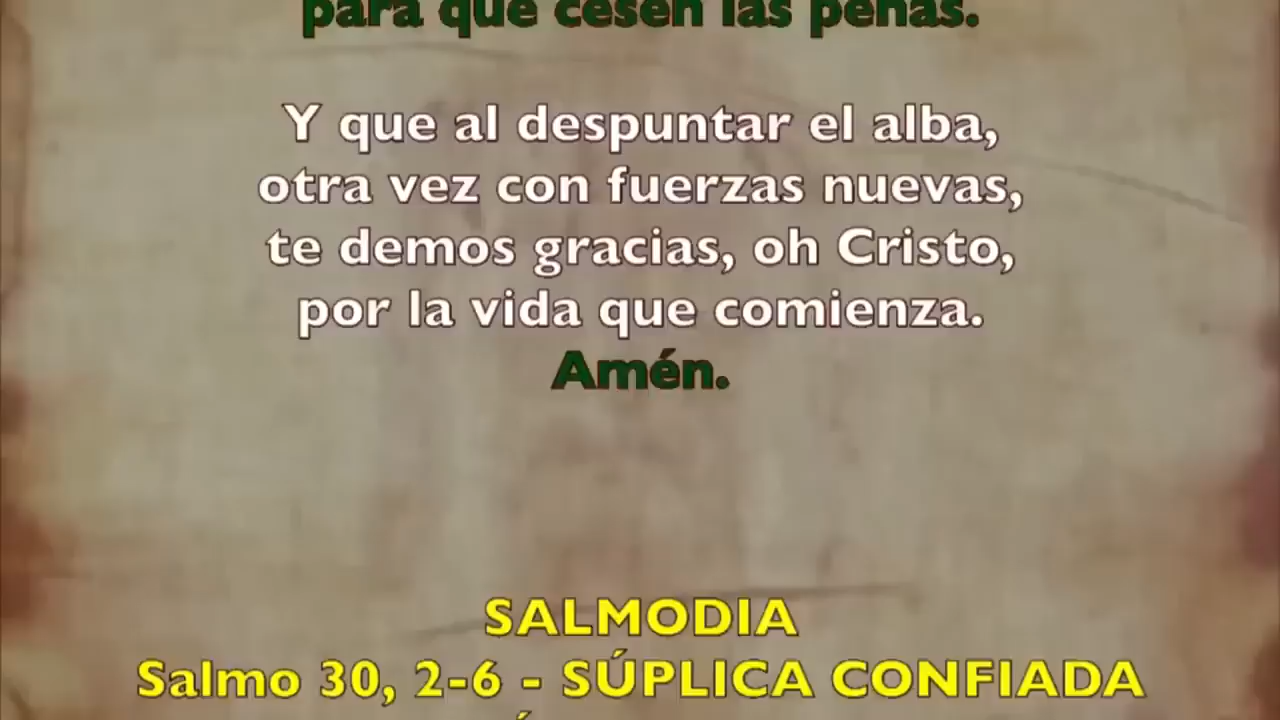 para que cesen las penas.
Y que al despuntar el alba,
otra vez con fuerzas nuevas,
te demos gracias, oh Cristo,
por la vida que comienza.
Amén.
SALMODIA
Salmo 30, 2-6 - SÚPLICA CONFIADA